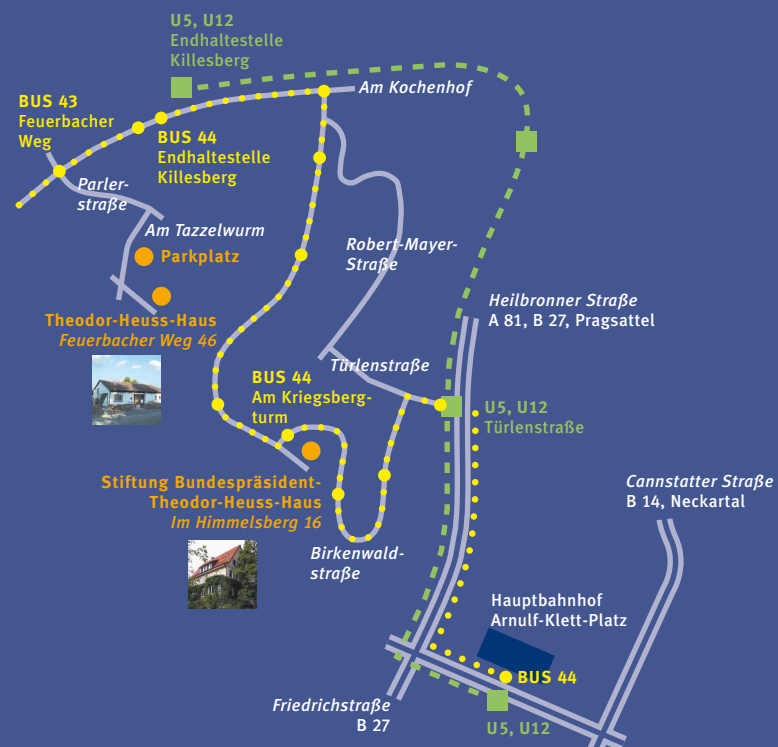 U5, U12
Endhaltestelle
Killesberg
Am Kochenhof
BUS 43
Feuerbacher
Weg
BUS 44
Endhaltestelle
Killesberg
Parler-
straße
Am Tazzelwurm
Parkplatz
Robert-Mayer-
Straße
Heilbronner Straße
A 81, B 27, Pragsattel
Theodor-Heuss-Haus
Feuerbacher Weg 46
Türlenstraße
BUS 44
Am Kriegsberg-
turm
U5, U12
Türlenstraße
Stiftung Bundespräsident-
Theodor-Heuss-Haus
Im Himmelsberg 16
Cannstatter Straße
B 14, Neckartal
Birkenwald-
straße
Hauptbahnhof
Arnulf-Klett-Platz
BUS 44
Friedrichstraße
B 27
U5, U12